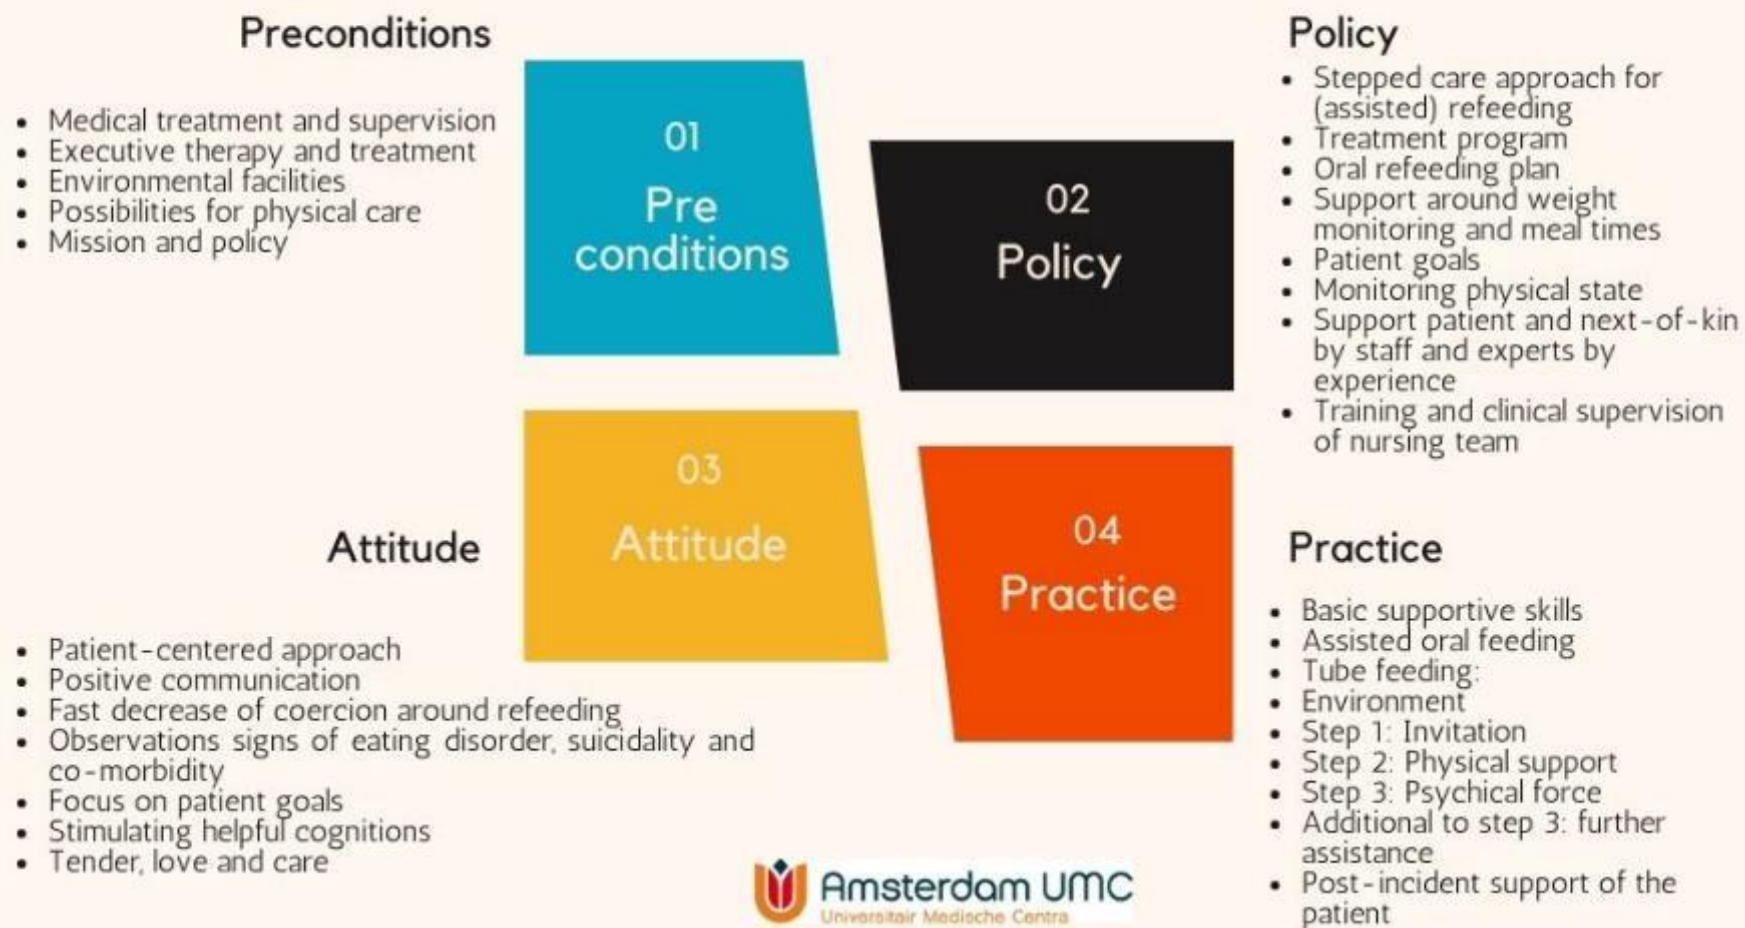 Preconditions
• Medical treatment and supervision
• Executive therapy and treatment
• Environmental facilities
• Possibilities for physical care
• Mission and policy
01
Pre
conditions
02
Policy
Policy
• Stepped care approach for
(assisted) refeeding
• Treatment program
• Oral refeeding plan
• Support around weight
monitoring and meal times
• Patient goals
• Monitoring physical state
• Support patient and next-of-kin
by staff and experts by
experience
• Training and clinical supervision
of nursing team
Attitude
• Patient-centered approach
• Positive communication
• Fast decrease of coercion around refeeding
• Observations signs of eating disorder, suicidality and
co-morbidity
• Focus on patient goals
• Stimulating helpful cognitions
• Tender, love and care
03
Attitude
04
Practice
Practice
• Basic supportive skills
• Assisted oral feeding
• Tube feeding:
• Environment
• Step 1: Invitation
• Step 2: Physical support
• Step 3: Psychical force
• Additional to step 3: further
assistance
• Post-incident support of the
patient
Amsterdam UMC
Universitair Medische Centra